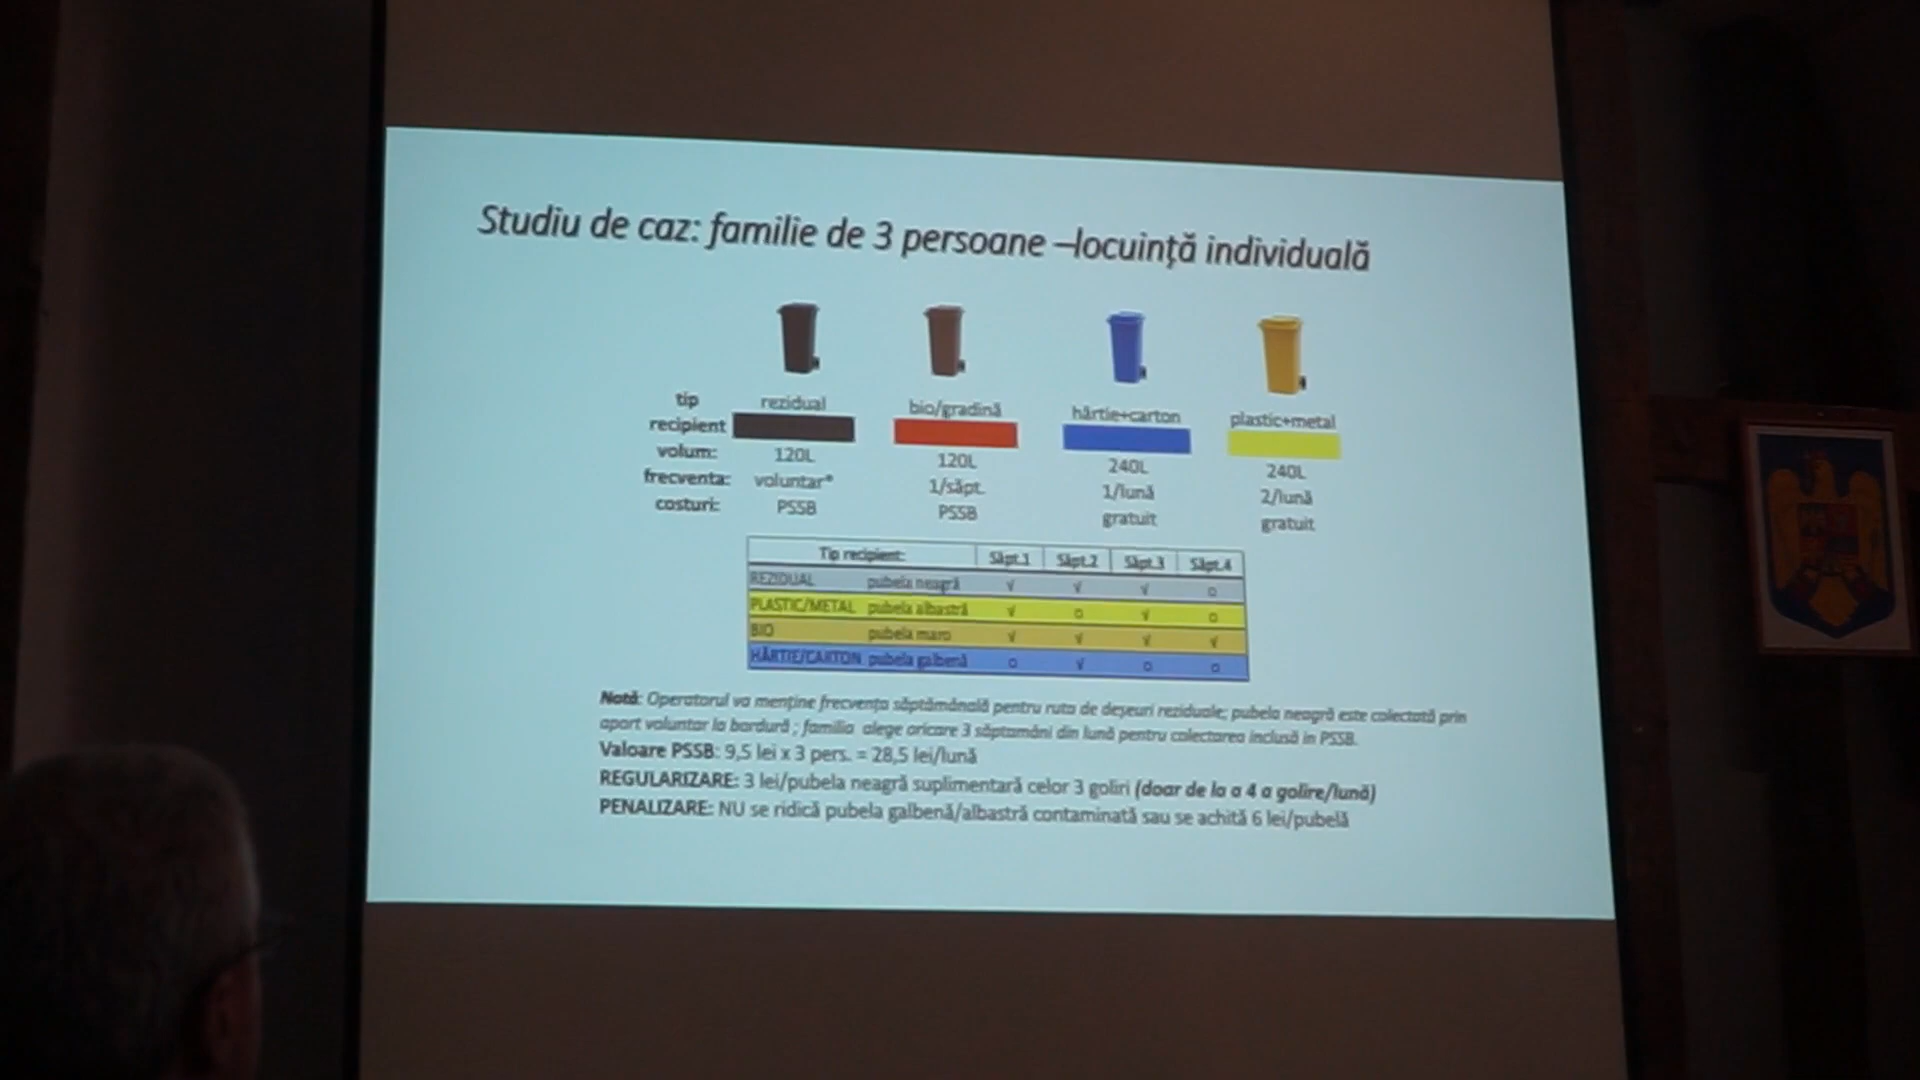 Studiu de caz: familie de 3 persoane –locuință individuală
tip recipient rezidual bio/gradină hârtie+carton plastic+metal
volum: 120L 120L 240L 240L
frecventa: voluntar* 1/săpt. 1/lună 2/lună
costuri: PSSB PSSB gratuit gratuit
Tip recipient: Săpt.1 Săpt.2 Săpt.3 Săpt.4
REZIDUAL pubela neagră √ √ √ o
PLASTIC/METAL pubela albastră √ o √ o
BIO pubela maro √ √ √ √
HÂRTIE/CARTON pubela galbenă o √ o o
Notă: Operatorul va menține frecvența săptămânală pentru ruta de deșeuri reziduale; pubela neagră este colectată prin
aport voluntar la bordură ; familia alege oricare 3 săptamâni din lună pentru colectarea inclusă in PSSB.
Valoare PSSB: 9,5 lei x 3 pers. = 28,5 lei/lună
REGULARIZARE: 3 lei/pubela neagră suplimentară celor 3 goliri (doar de la a 4 a golire/lună)
PENALIZARE: NU se ridică pubela galbenă/albastră contaminată sau se achită 6 lei/pubelă